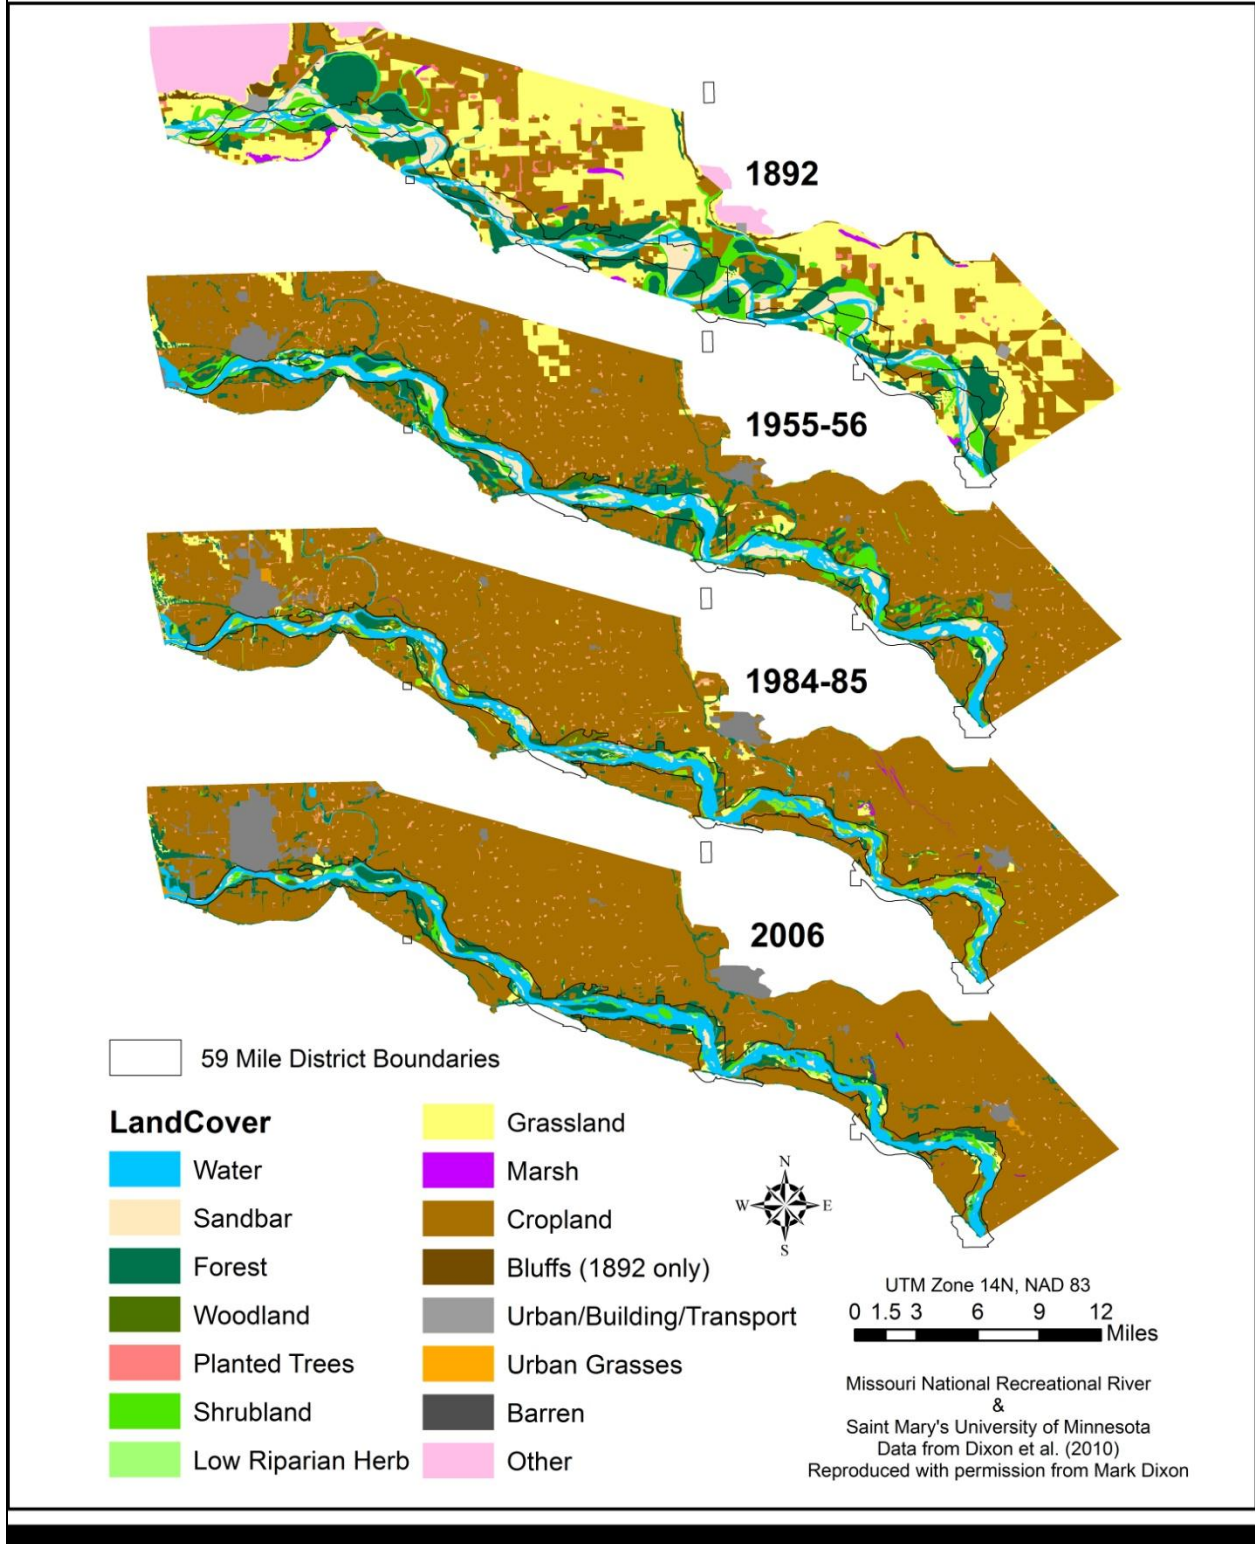 1892
1955-56
1984-85
2006
59 Mile District Boundaries
LandCover
Water
Sandbar
Forest
Woodland
Planted Trees
Shrubland
Low Riparian Herb
Grassland
Marsh
Cropland
Bluffs (1892 only)
Urban/Building/Transport
Urban Grasses
Barren
Other
N
W E
S
UTM Zone 14N, NAD 83
0 1.5 3 6 9 12
Miles
Missouri National Recreational River
&
Saint Mary's University of Minnesota
Data from Dixon et al. (2010)
Reproduced with permission from Mark Dixon